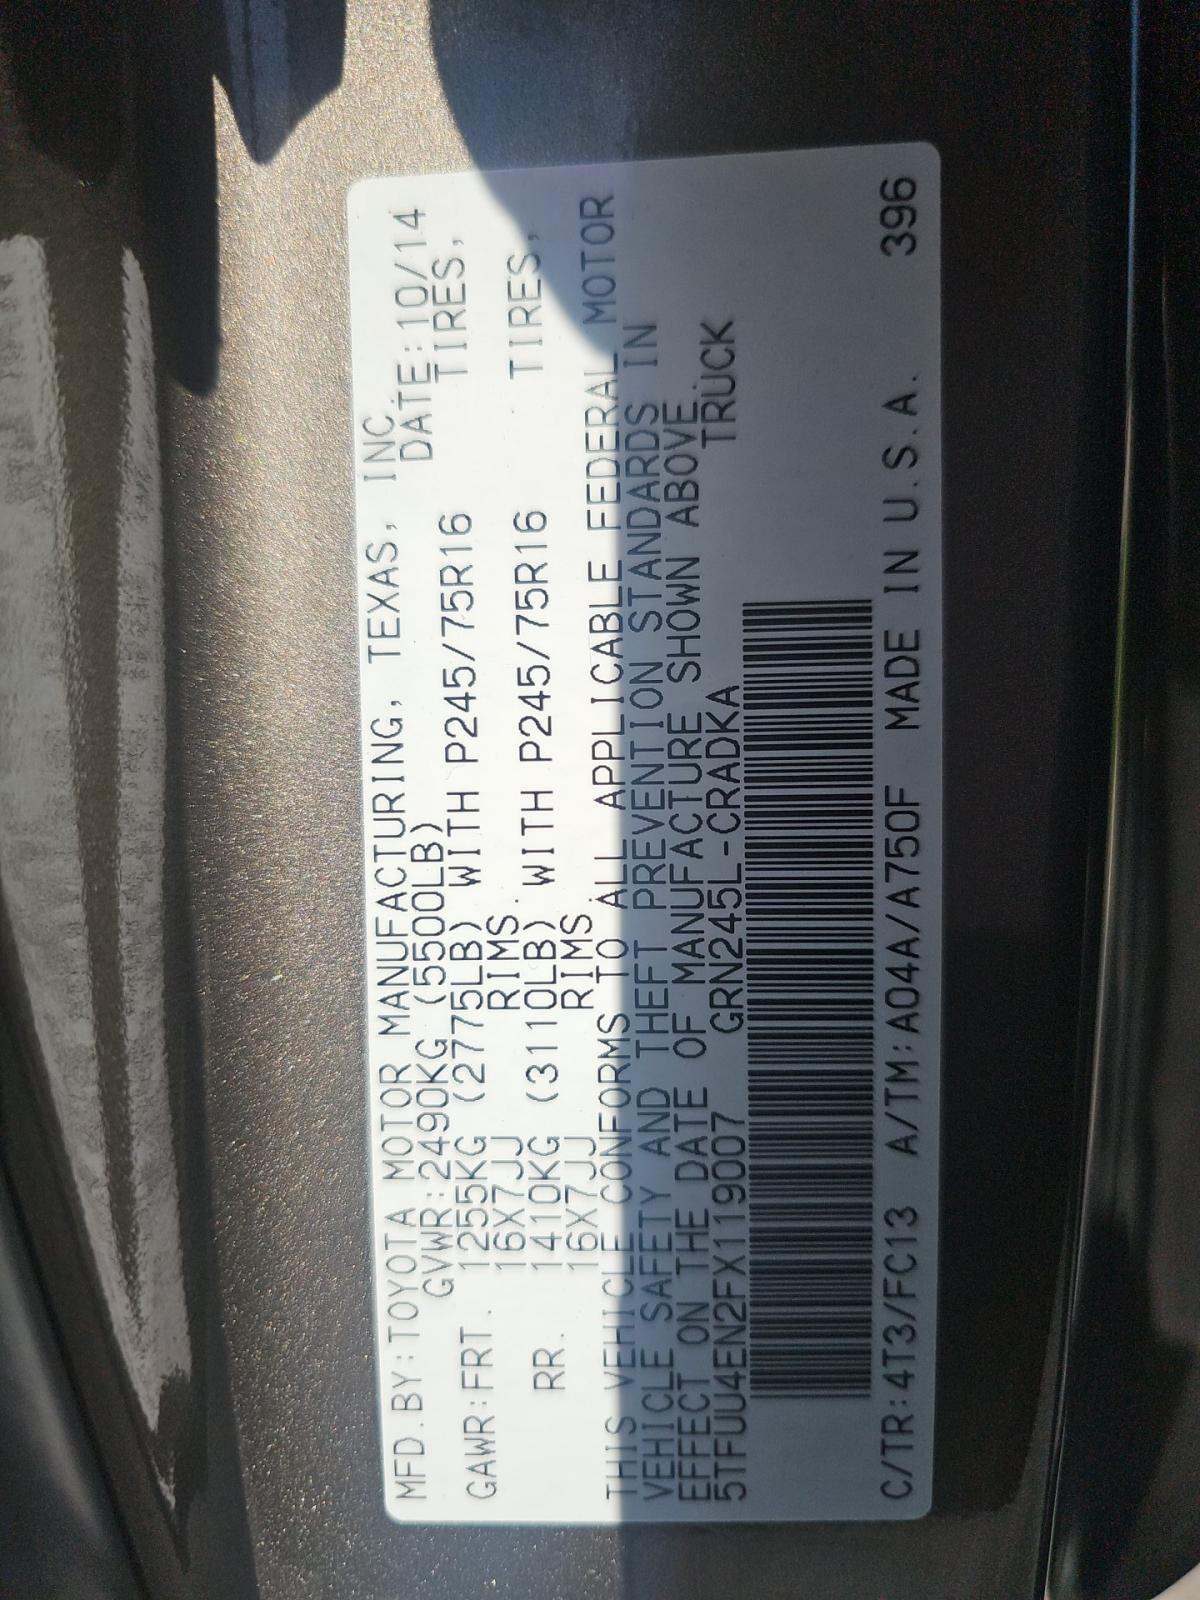 MFD.BY:TOYOTA MOTOR MANUFACTURING, TEXAS, INC.
GVWR:2490KG (5500LB) DATE:10/14
GAWR:FRT. 1255KG (2775LB) WITH P245/75R16 TIRES,
16X7JJ RIMS.
RR. 1410KG (3110LB) WITH P245/75R16 TIRES,
16X7JJ RIMS.
THIS VEHICLE CONFORMS TO ALL APPLICABLE FEDERAL MOTOR
VEHICLE SAFETY AND THEFT PREVENTION STANDARDS IN
EFFECT ON THE DATE OF MANUFACTURE SHOWN ABOVE.
5TFUU4EN2FX119007 GRN245L-CRADKA TRUCK
C/TR:4T3/FC13 A/TM:A04A/A750F MADE IN U.S.A. 396